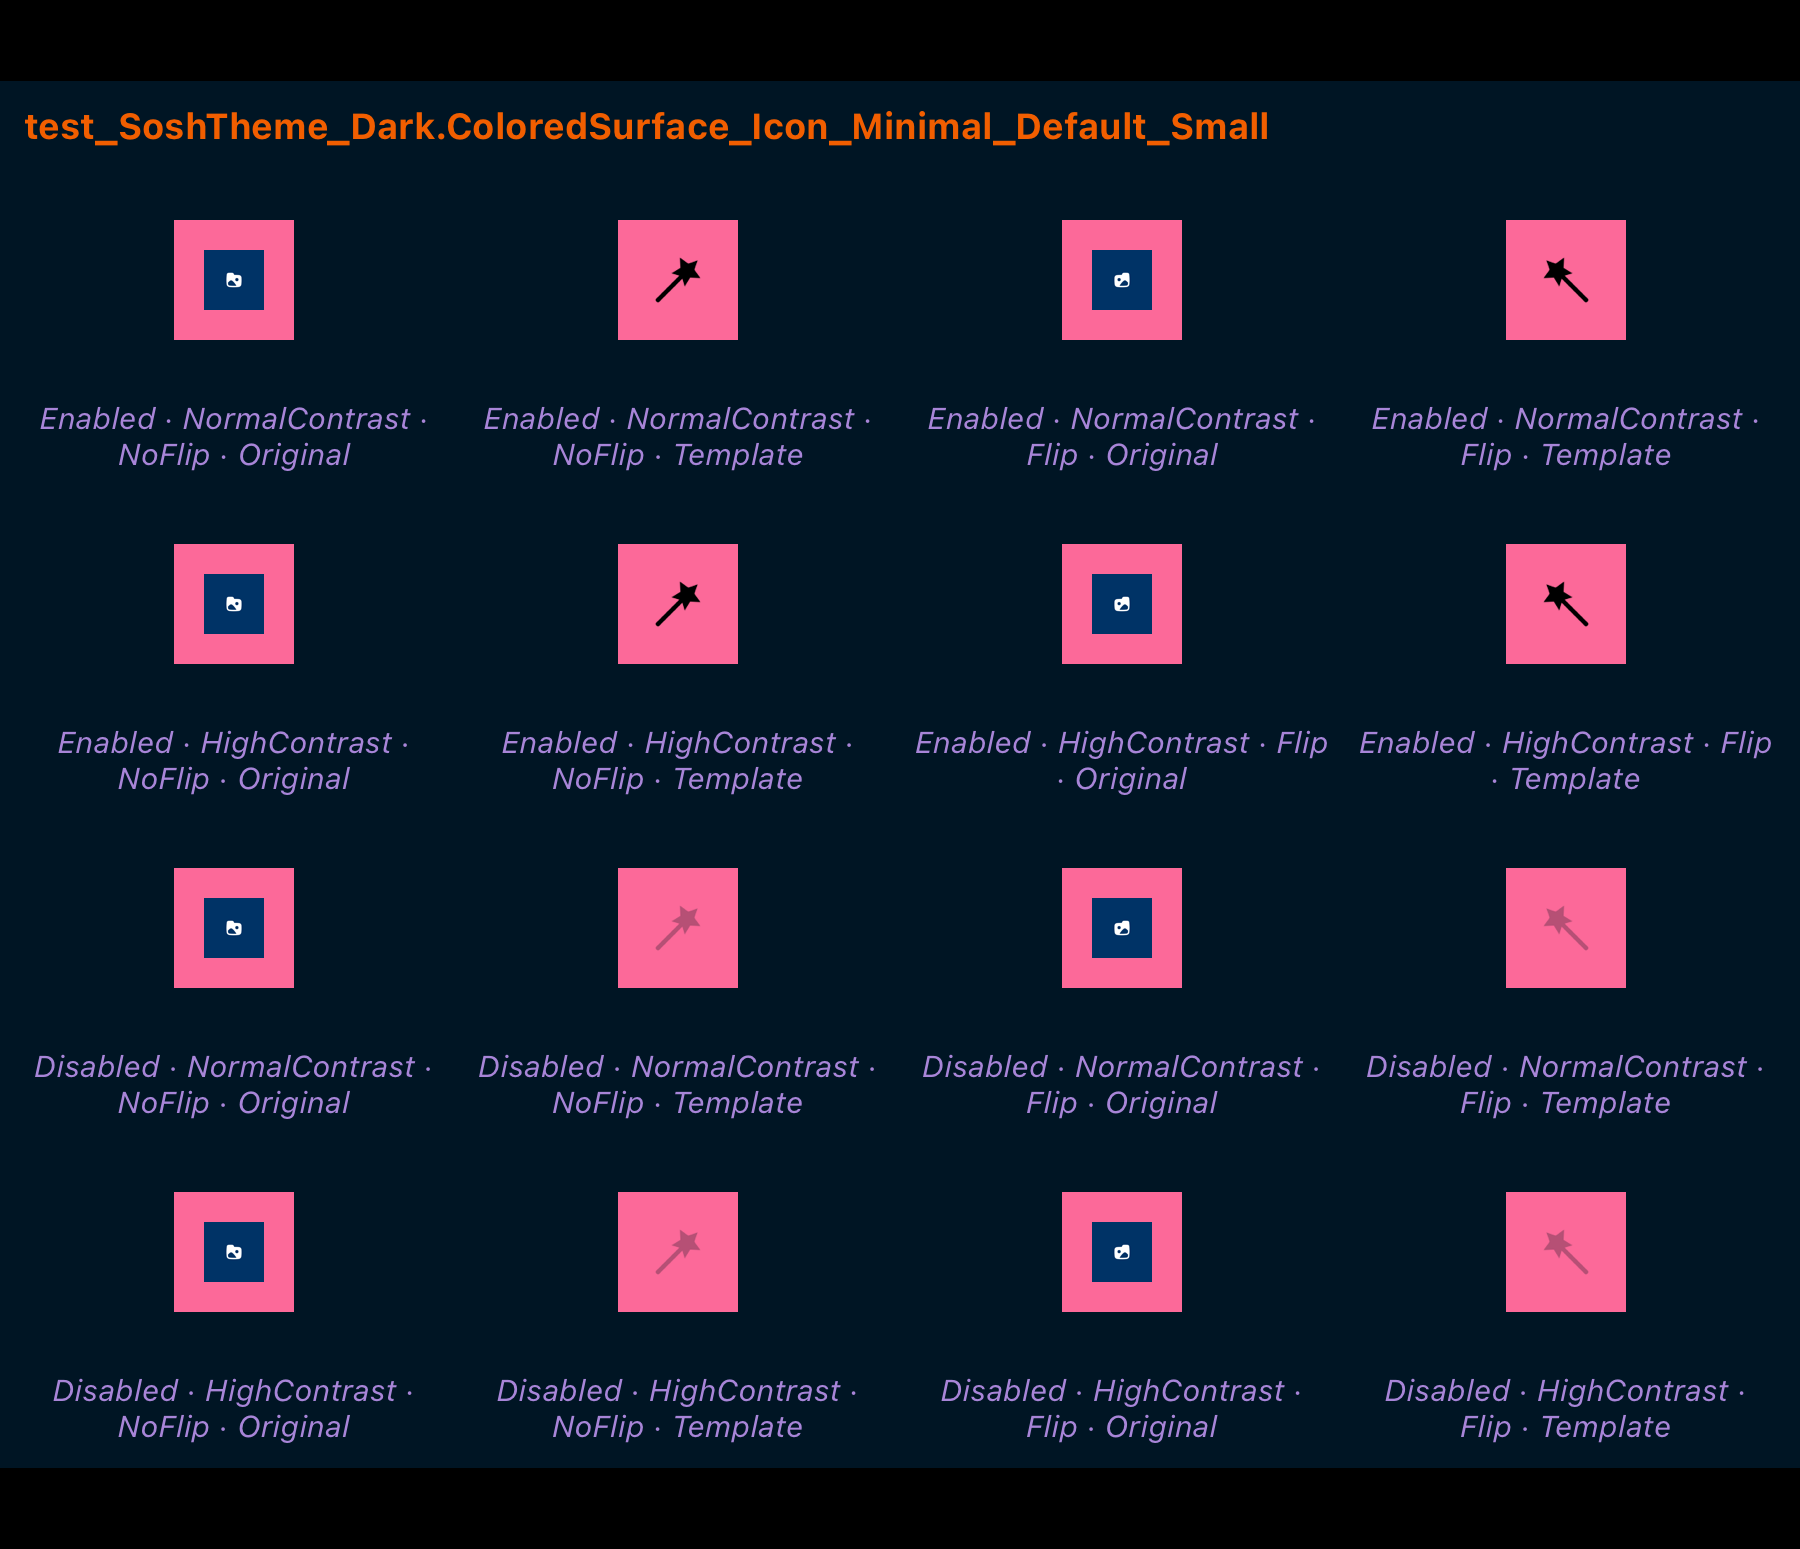 test_SoshTheme_Dark.ColoredSurface_Icon_Minimal_Default_Small
Enabled · NormalContrast ·
NoFlip · Original
Enabled · NormalContrast ·
NoFlip · Template
Enabled · NormalContrast ·
Flip · Original
Enabled · NormalContrast ·
Flip · Template
Enabled · HighContrast ·
NoFlip · Original
Enabled · HighContrast ·
NoFlip · Template
Enabled · HighContrast · Flip
· Original
Enabled · HighContrast · Flip
· Template
Disabled · NormalContrast ·
NoFlip · Original
Disabled · NormalContrast ·
NoFlip · Template
Disabled · NormalContrast ·
Flip · Original
Disabled · NormalContrast ·
Flip · Template
Disabled · HighContrast ·
NoFlip · Original
Disabled · HighContrast ·
NoFlip · Template
Disabled · HighContrast ·
Flip · Original
Disabled · HighContrast ·
Flip · Template